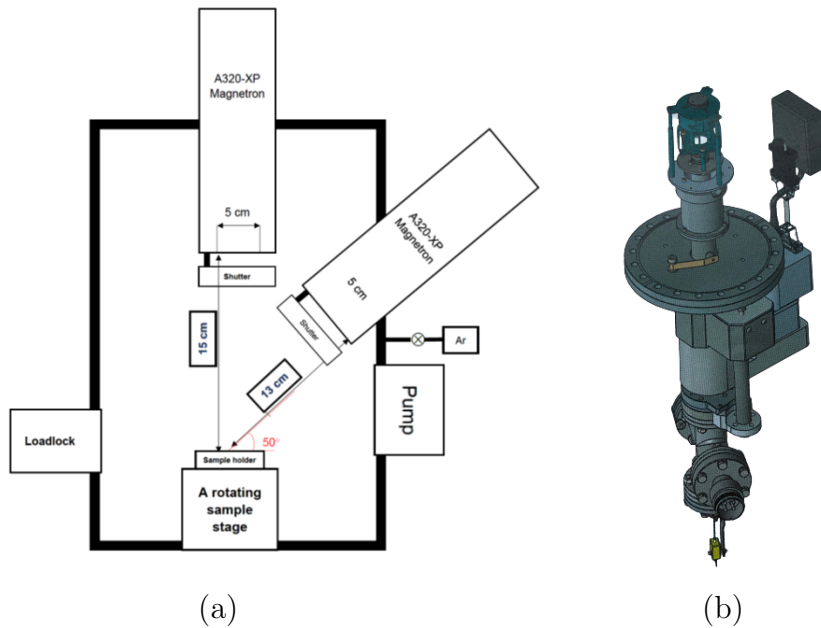 A320-XP
Magnetron
5 cm
Shutter
A320-XP
Magnetron
5 cm
Shutter
15 cm
13 cm
Ar
Pump
50°
Loadlock
Sample holder
A rotating
sample
stage
(a)
(b)